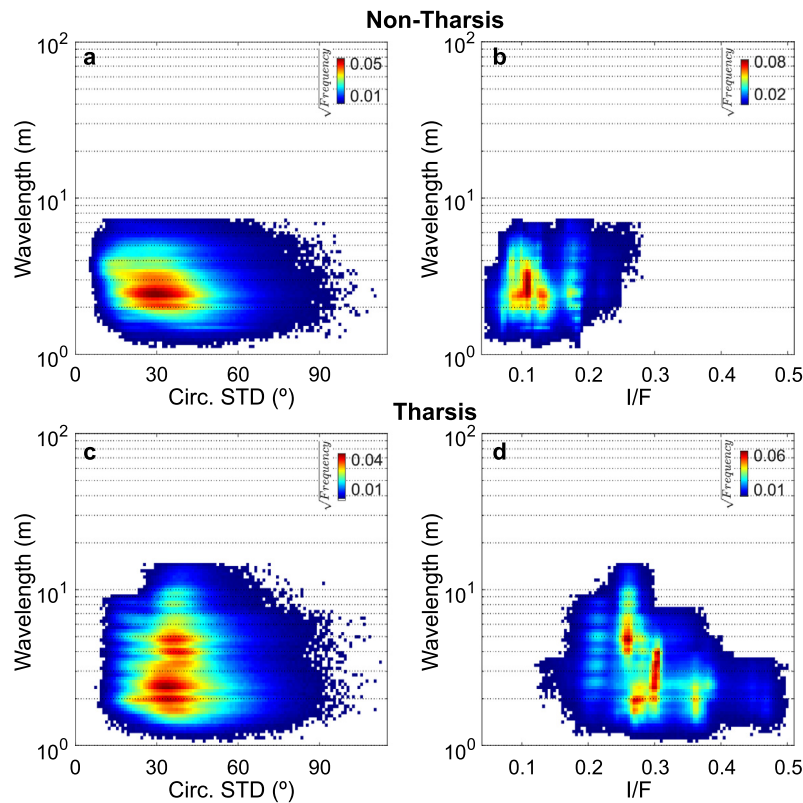 Non-Tharsis
a
√Frequency
0.05
0.01
10²
10¹
10⁰
Wavelength (m)
0
30
60
90
Circ. STD (º)
b
√Frequency
0.08
0.02
10²
10¹
10⁰
Wavelength (m)
0.1
0.2
0.3
0.4
0.5
I/F
Tharsis
c
√Frequency
0.04
0.01
10²
10¹
10⁰
Wavelength (m)
0
30
60
90
Circ. STD (º)
d
√Frequency
0.06
0.01
10²
10¹
10⁰
Wavelength (m)
0.1
0.2
0.3
0.4
0.5
I/F